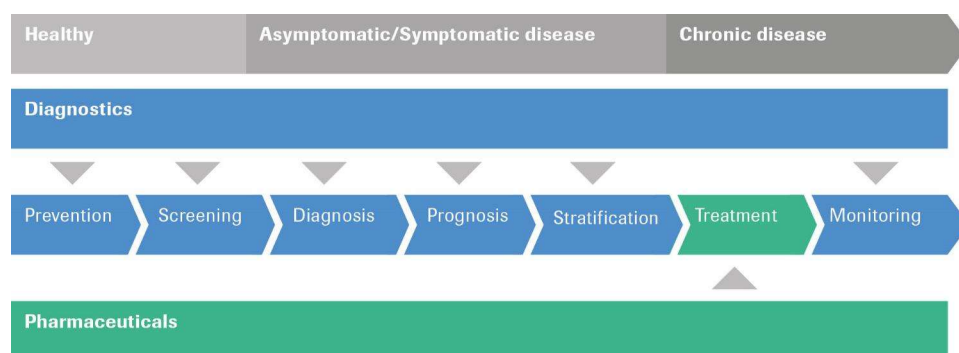 Healthy
Asymptomatic/Symptomatic disease
Chronic disease
Diagnostics
Prevention
Screening
Diagnosis
Prognosis
Stratification
Treatment
Monitoring
Pharmaceuticals